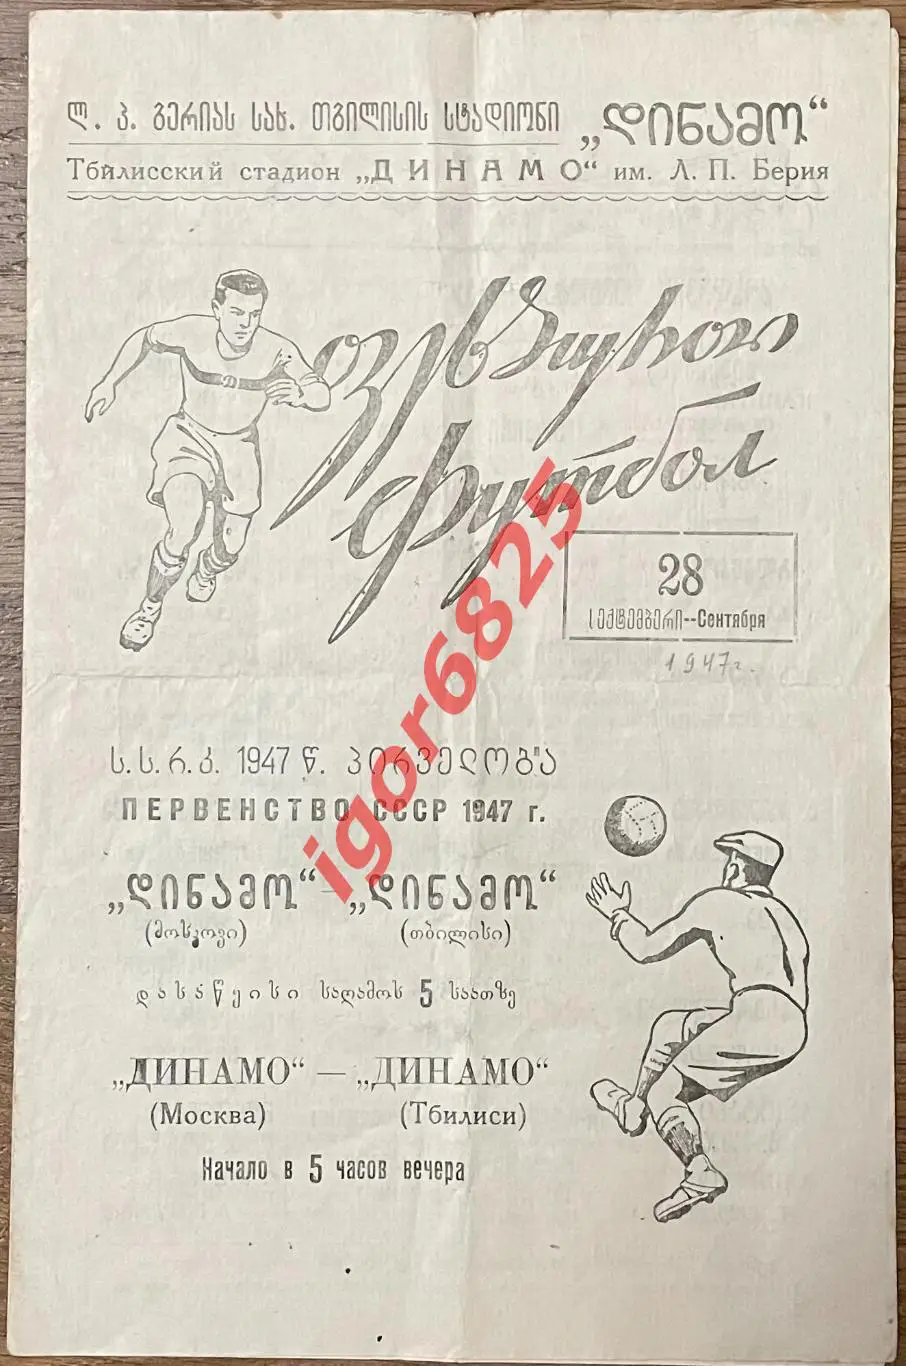 ლ. პ. ბერიას სახ. თბილისის სტადიონი „დინამო“
Тбилисский стадион „ДИНАМО“ им. Л. П. Берия
ფეხბურთი
футбол
28
სექტემბერი--Сентября
1947г.
ს.ს.რ.კ. 1947 წ. პირველობა
ПЕРВЕНСТВО СССР 1947 г.
„დინამო“ – „დინამო“
(მოსკოვი) (თბილისი)
დასაწყისი საღამოს 5 საათზე
„ДИНАМО“ — „ДИНАМО“
(Москва) (Тбилиси)
Начало в 5 часов вечера
igor6825